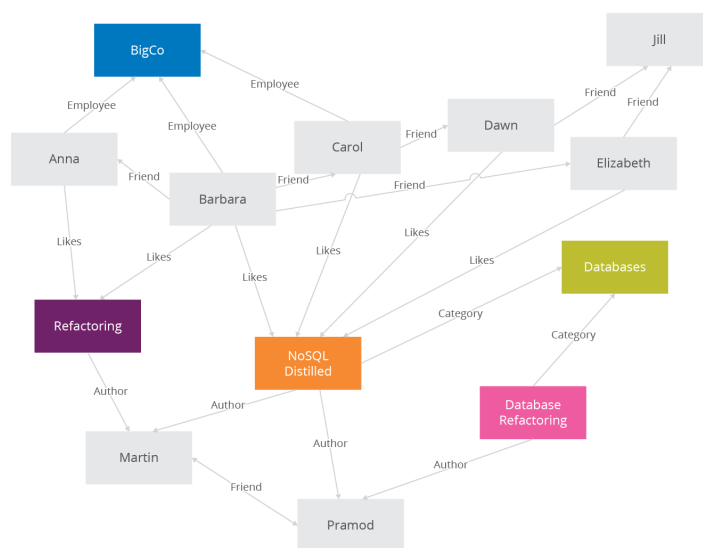 Jill
BigCo
Employee
Friend
Friend
Employee
Dawn
Employee
Carol
Friend
Anna
Elizabeth
Friend
Friend
Friend
Barbara
Likes
Likes
Likes
Likes
Likes
Likes
Databases
Category
Refactoring
Category
NoSQL
Distilled
Author
Author
Database
Refactoring
Author
Martin
Author
Friend
Pramod